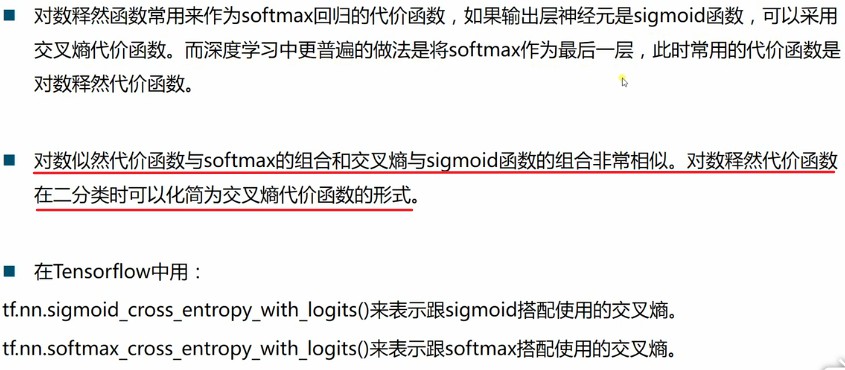 对数释然函数常用来作为softmax回归的代价函数，如果输出层神经元是sigmoid函数，可以采用
交叉熵代价函数。而深度学习中更普遍的做法是将softmax作为最后一层，此时常用的代价函数是
对数释然代价函数。
对数似然代价函数与softmax的组合和交叉熵与sigmoid函数的组合非常相似。对数释然代价函数
在二分类时可以化简为交叉熵代价函数的形式。
在Tensorflow中用：
tf.nn.sigmoid_cross_entropy_with_logits()来表示跟sigmoid搭配使用的交叉熵。
tf.nn.softmax_cross_entropy_with_logits()来表示跟softmax搭配使用的交叉熵。